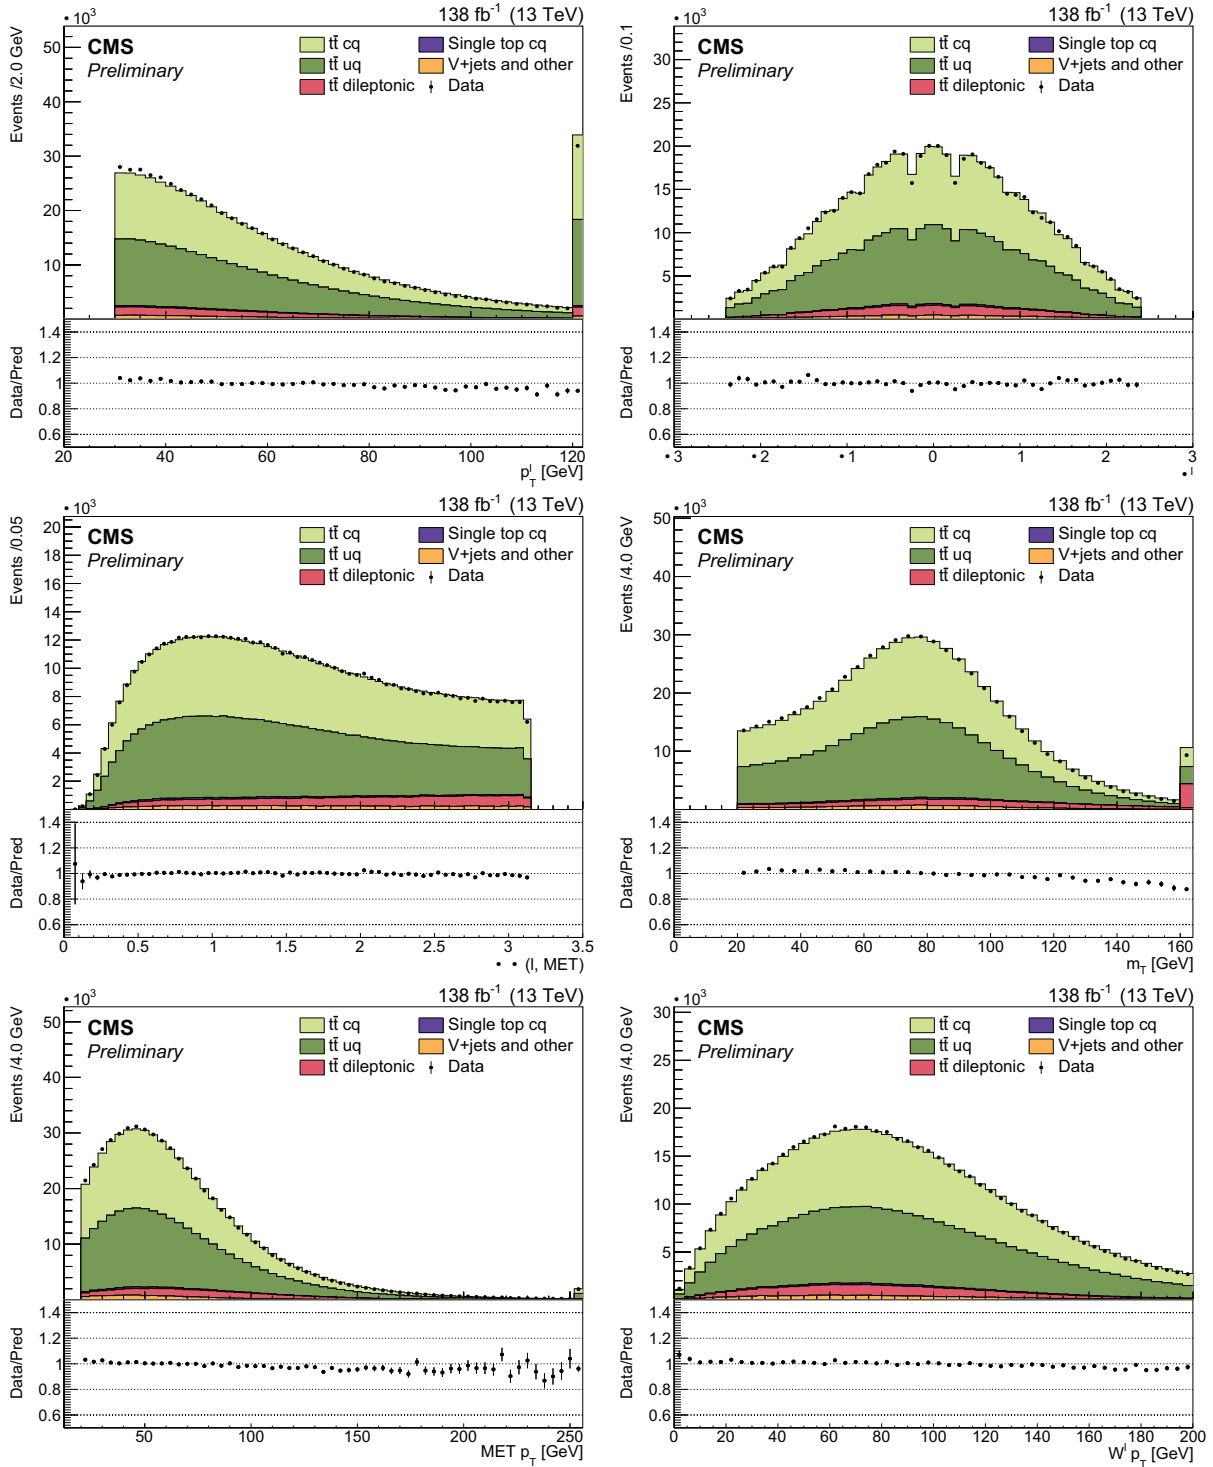 • 10³ 138 fb⁻¹ (13 TeV)
CMS
Preliminary
tt̄ cq Single top cq
tt̄ uq V+jets and other
tt̄ dileptonic Data
Events /2.0 GeV
50
40
30
20
10
Data/Pred
1.4
1.2
1
0.8
0.6
20 40 60 80 100 120
p_T^l [GeV]
• 10³ 138 fb⁻¹ (13 TeV)
CMS
Preliminary
tt̄ cq Single top cq
tt̄ uq V+jets and other
tt̄ dileptonic Data
Events /0.1
30
25
20
15
10
5
Data/Pred
1.4
1.2
1
0.8
0.6
•3 •2 •1 0 1 2 3
• l
• 10³ 138 fb⁻¹ (13 TeV)
CMS
Preliminary
tt̄ cq Single top cq
tt̄ uq V+jets and other
tt̄ dileptonic Data
Events /0.05
20
18
16
14
12
10
8
6
4
2
Data/Pred
1.4
1.2
1
0.8
0.6
0 0.5 1 1.5 2 2.5 3 3.5
• • (l, MET)
• 10³ 138 fb⁻¹ (13 TeV)
CMS
Preliminary
tt̄ cq Single top cq
tt̄ uq V+jets and other
tt̄ dileptonic Data
Events /4.0 GeV
50
40
30
20
10
Data/Pred
1.4
1.2
1
0.8
0.6
0 20 40 60 80 100 120 140 160
m_T [GeV]
• 10³ 138 fb⁻¹ (13 TeV)
CMS
Preliminary
tt̄ cq Single top cq
tt̄ uq V+jets and other
tt̄ dileptonic Data
Events /4.0 GeV
50
40
30
20
10
Data/Pred
1.4
1.2
1
0.8
0.6
50 100 150 200 250
MET p_T [GeV]
• 10³ 138 fb⁻¹ (13 TeV)
CMS
Preliminary
tt̄ cq Single top cq
tt̄ uq V+jets and other
tt̄ dileptonic Data
Events /4.0 GeV
30
25
20
15
10
5
Data/Pred
1.4
1.2
1
0.8
0.6
0 20 40 60 80 100 120 140 160 180 200
W^l p_T [GeV]